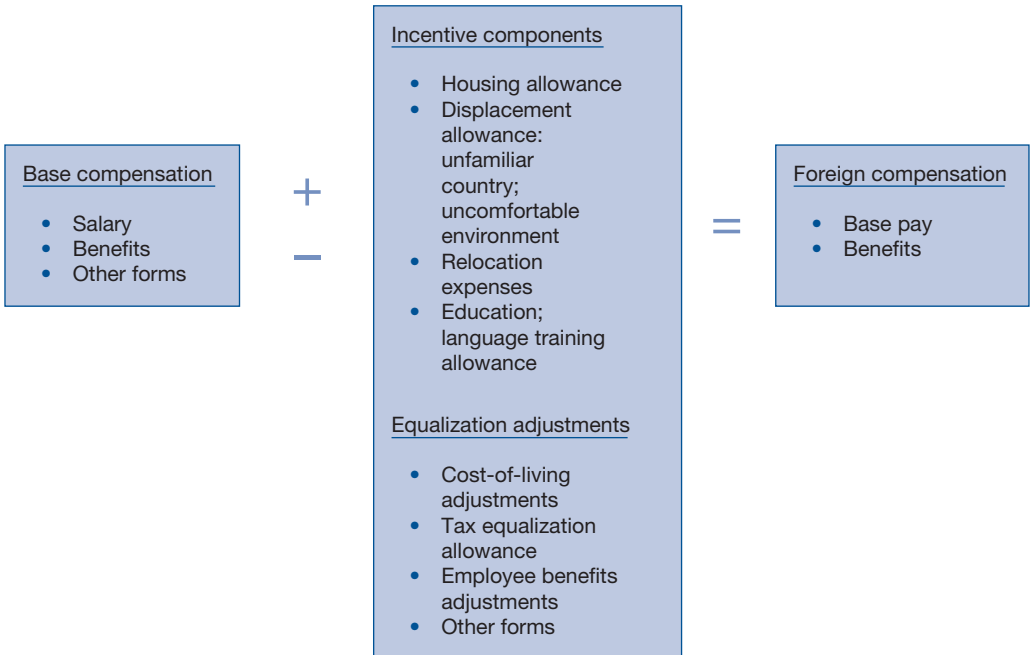 Base compensation
• Salary
• Benefits
• Other forms
+
−
Incentive components
• Housing allowance
• Displacement
allowance:
unfamiliar
country;
uncomfortable
environment
• Relocation
expenses
• Education;
language training
allowance
Equalization adjustments
• Cost-of-living
adjustments
• Tax equalization
allowance
• Employee benefits
adjustments
• Other forms
=
Foreign compensation
• Base pay
• Benefits